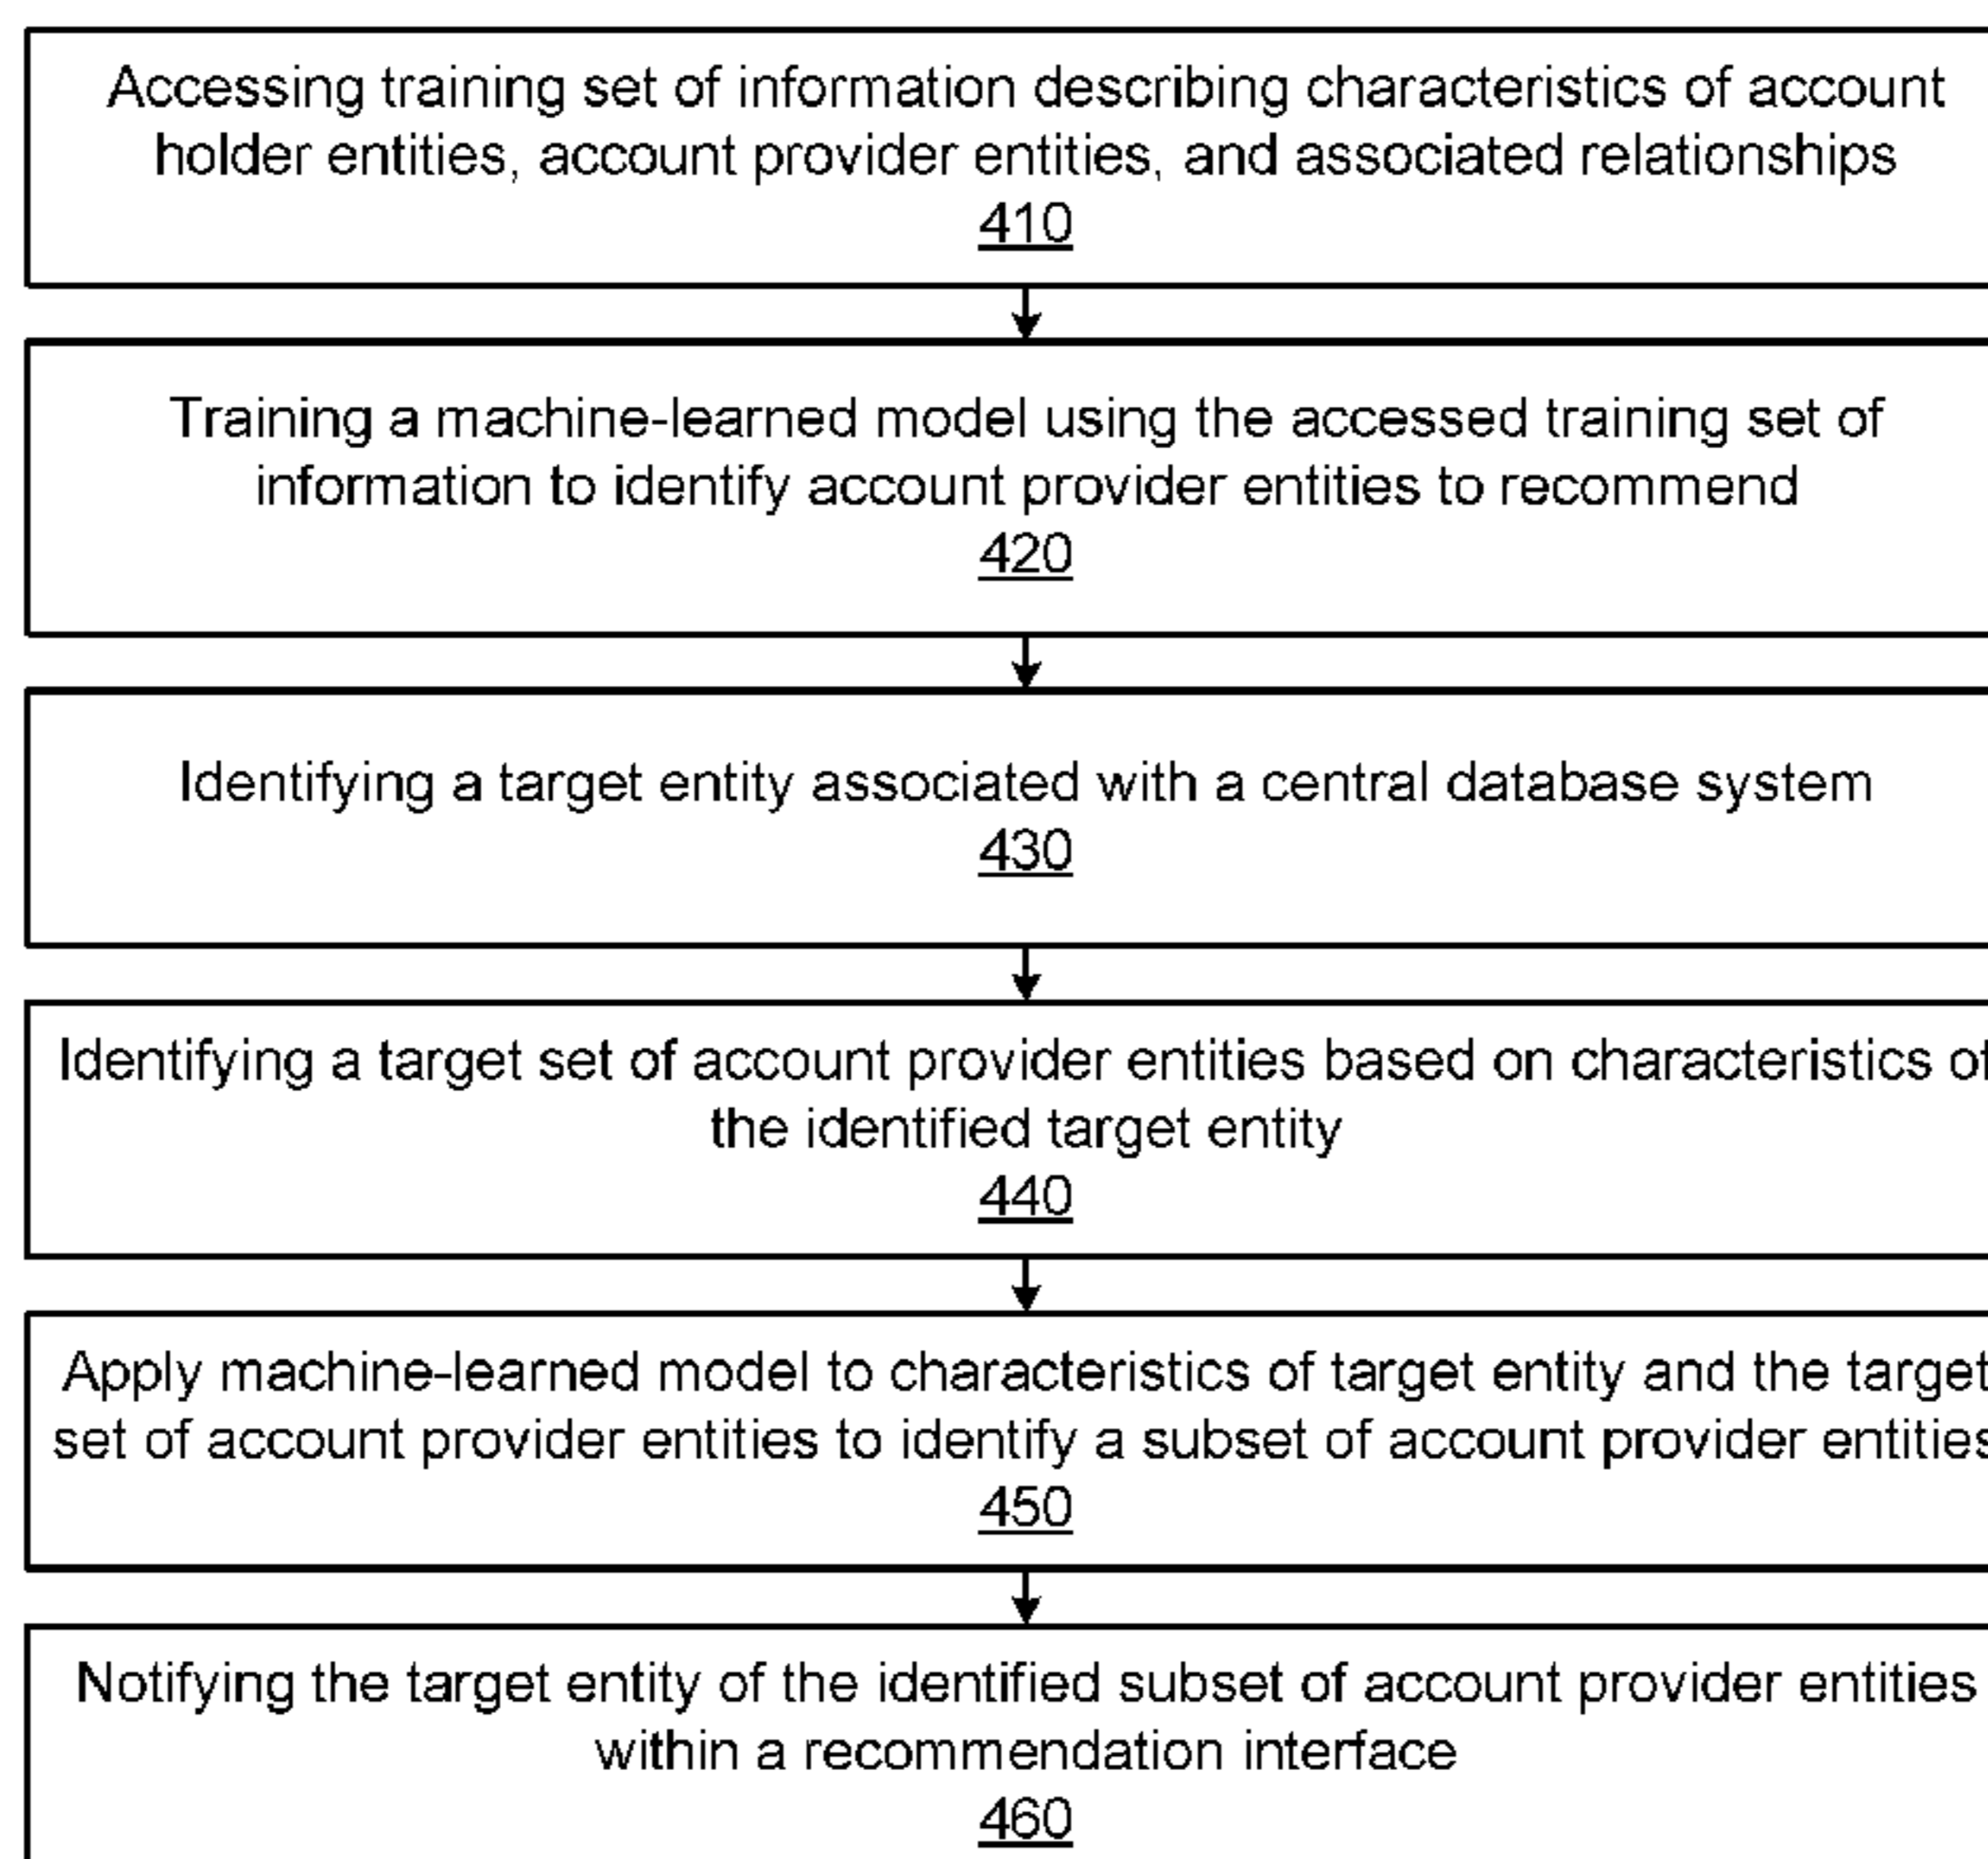 Accessing training set of information describing characteristics of account
holder entities, account provider entities, and associated relationships
410
Training a machine-learned model using the accessed training set of
information to identify account provider entities to recommend
420
Identifying a target entity associated with a central database system
430
Identifying a target set of account provider entities based on characteristics of
the identified target entity
440
Apply machine-learned model to characteristics of target entity and the target
set of account provider entities to identify a subset of account provider entities
450
Notifying the target entity of the identified subset of account provider entities
within a recommendation interface
460